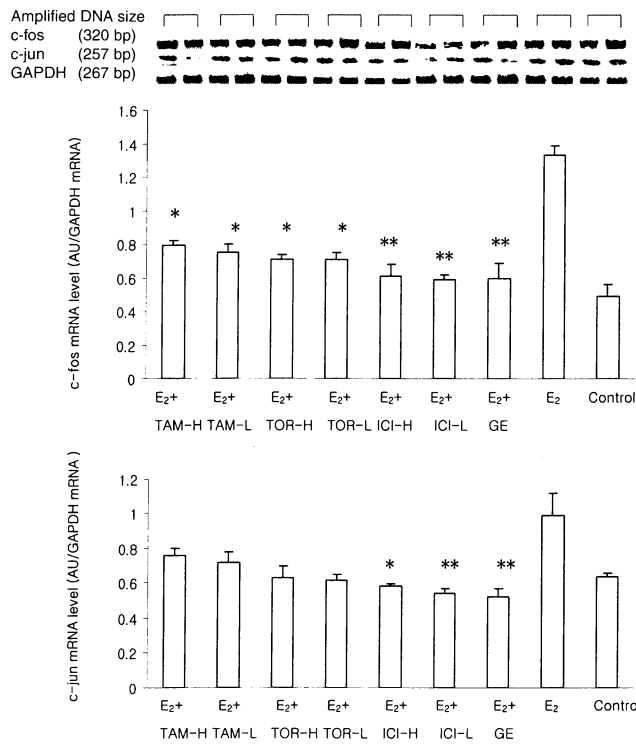 Amplified DNA size
c-fos (320 bp)
c-jun (257 bp)
GAPDH (267 bp)
c-fos mRNA level (AU/GAPDH mRNA)
1.6
1.4
1.2
1
0.8
0.6
0.4
0.2
0
* * * * ** ** **
E₂+ E₂+ E₂+ E₂+ E₂+ E₂+ E₂+ E₂ Control
TAM-H TAM-L TOR-H TOR-L ICI-H ICI-L GE
c-jun mRNA level (AU/GAPDH mRNA )
1.2
1
0.8
0.6
0.4
0.2
0
* ** **
E₂+ E₂+ E₂+ E₂+ E₂+ E₂+ E₂+ E₂ Contro
TAM-H TAM-L TOR-H TOR-L ICI-H ICI-L GE